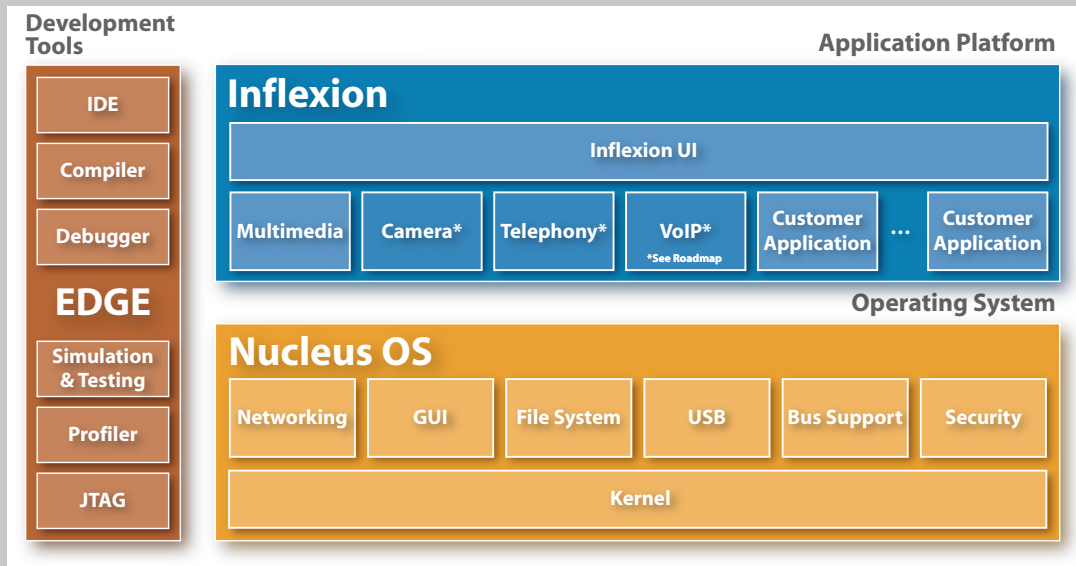 Development
Tools
IDE
Compiler
Debugger
EDGE
Simulation
& Testing
Profiler
JTAG
Application Platform
Inflexion
Inflexion UI
Multimedia
Camera*
Telephony*
VoIP*
*See Roadmap
Customer
Application
...
Customer
Application
Operating System
Nucleus OS
Networking
GUI
File System
USB
Bus Support
Security
Kernel